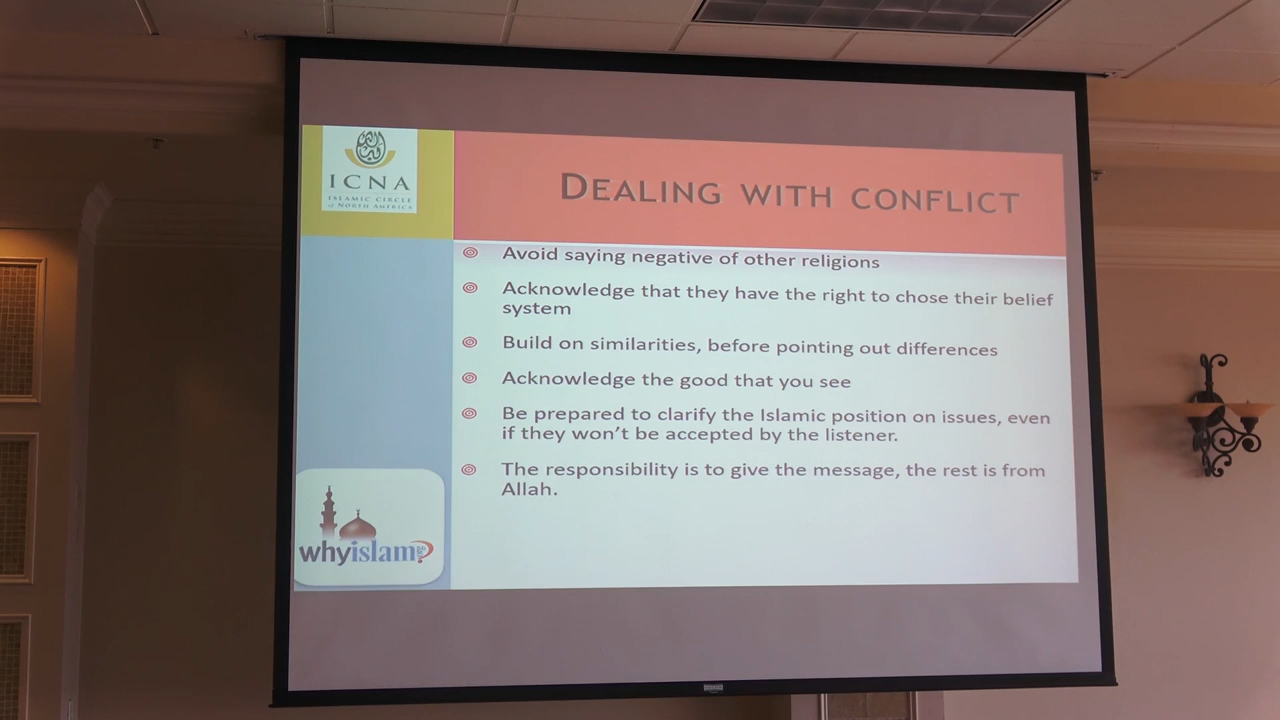 ICNA
ISLAMIC CIRCLE
of NORTH AMERICA
DEALING WITH CONFLICT
Avoid saying negative of other religions
Acknowledge that they have the right to chose their belief
system
Build on similarities, before pointing out differences
Acknowledge the good that you see
Be prepared to clarify the Islamic position on issues, even
if they won't be accepted by the listener.
The responsibility is to give the message, the rest is from
Allah.
whyislam?